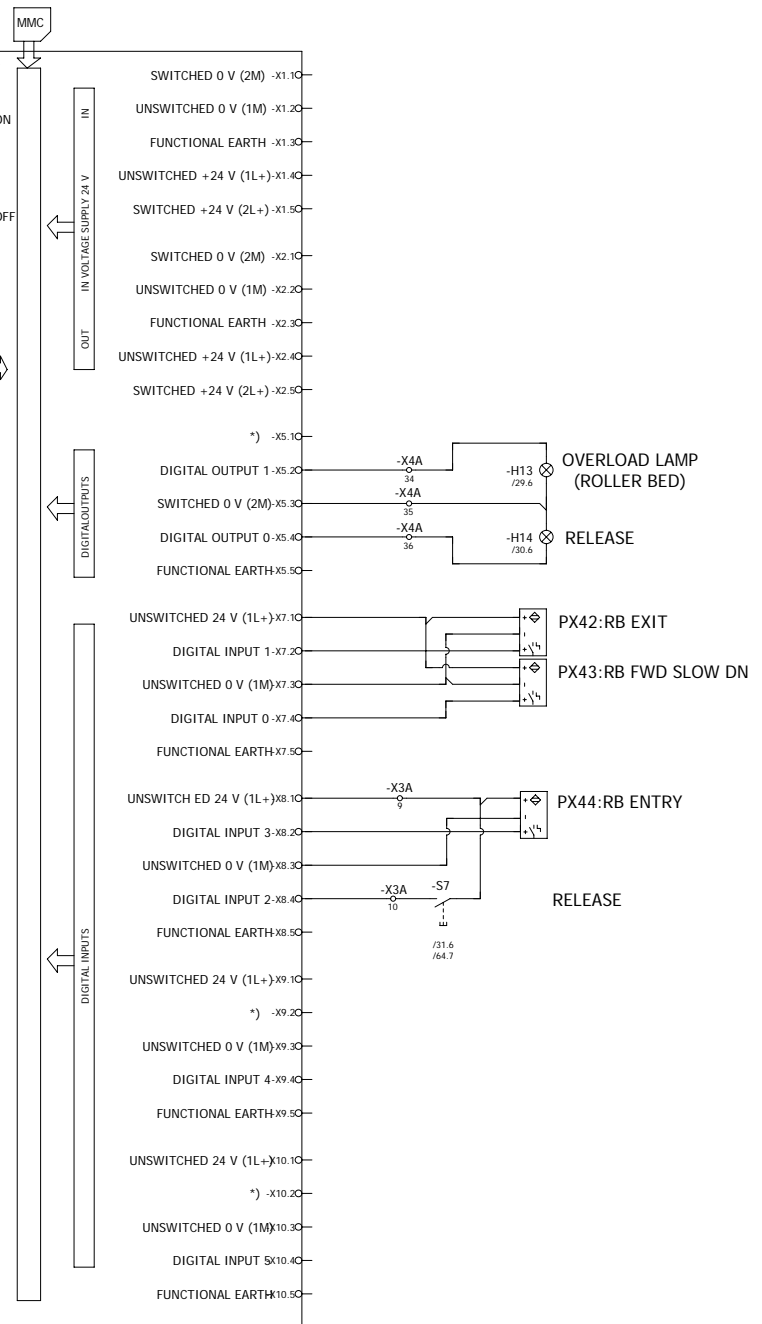 MMC
SWITCHED 0 V (2M) -X1.1
ON
IN
UNSWITCHED 0 V (1M) -X1.2
FUNCTIONAL EARTH -X1.3
UNSWITCHED +24 V (1L+) -X1.4
IN VOLTAGE SUPPLY 24 V
OFF
SWITCHED +24 V (2L+) -X1.5
SWITCHED 0 V (2M) -X2.1
UNSWITCHED 0 V (1M) -X2.2
FUNCTIONAL EARTH -X2.3
OUT
UNSWITCHED +24 V (1L+) -X2.4
SWITCHED +24 V (2L+) -X2.5
*) -X5.1
DIGITALOUTPUTS
DIGITAL OUTPUT 1 -X5.2
-X4A
34
-H13
/29.6
OVERLOAD LAMP
(ROLLER BED)
SWITCHED 0 V (2M) -X5.3
-X4A
35
DIGITAL OUTPUT 0 -X5.4
-X4A
36
-H14
/30.6
RELEASE
FUNCTIONAL EARTH -X5.5
UNSWITCHED 24 V (1L+) -X7.1
PX42:RB EXIT
DIGITAL INPUT 1 -X7.2
UNSWITCHED 0 V (1M) -X7.3
PX43:RB FWD SLOW DN
DIGITAL INPUT 0 -X7.4
FUNCTIONAL EARTH -X7.5
UNSWITCH ED 24 V (1L+) -X8.1
-X3A
9
PX44:RB ENTRY
DIGITAL INPUT 3 -X8.2
UNSWITCHED 0 V (1M) -X8.3
DIGITAL INPUT 2 -X8.4
-X3A
10
-S7
RELEASE
/31.6
/64.7
FUNCTIONAL EARTH -X8.5
DIGITAL INPUTS
UNSWITCHED 24 V (1L+) -X9.1
*) -X9.2
UNSWITCHED 0 V (1M) -X9.3
DIGITAL INPUT 4 -X9.4
FUNCTIONAL EARTH -X9.5
UNSWITCHED 24 V (1L+) -X10.1
*) -X10.2
UNSWITCHED 0 V (1M) -X10.3
DIGITAL INPUT 5 -X10.4
FUNCTIONAL EARTH -X10.5